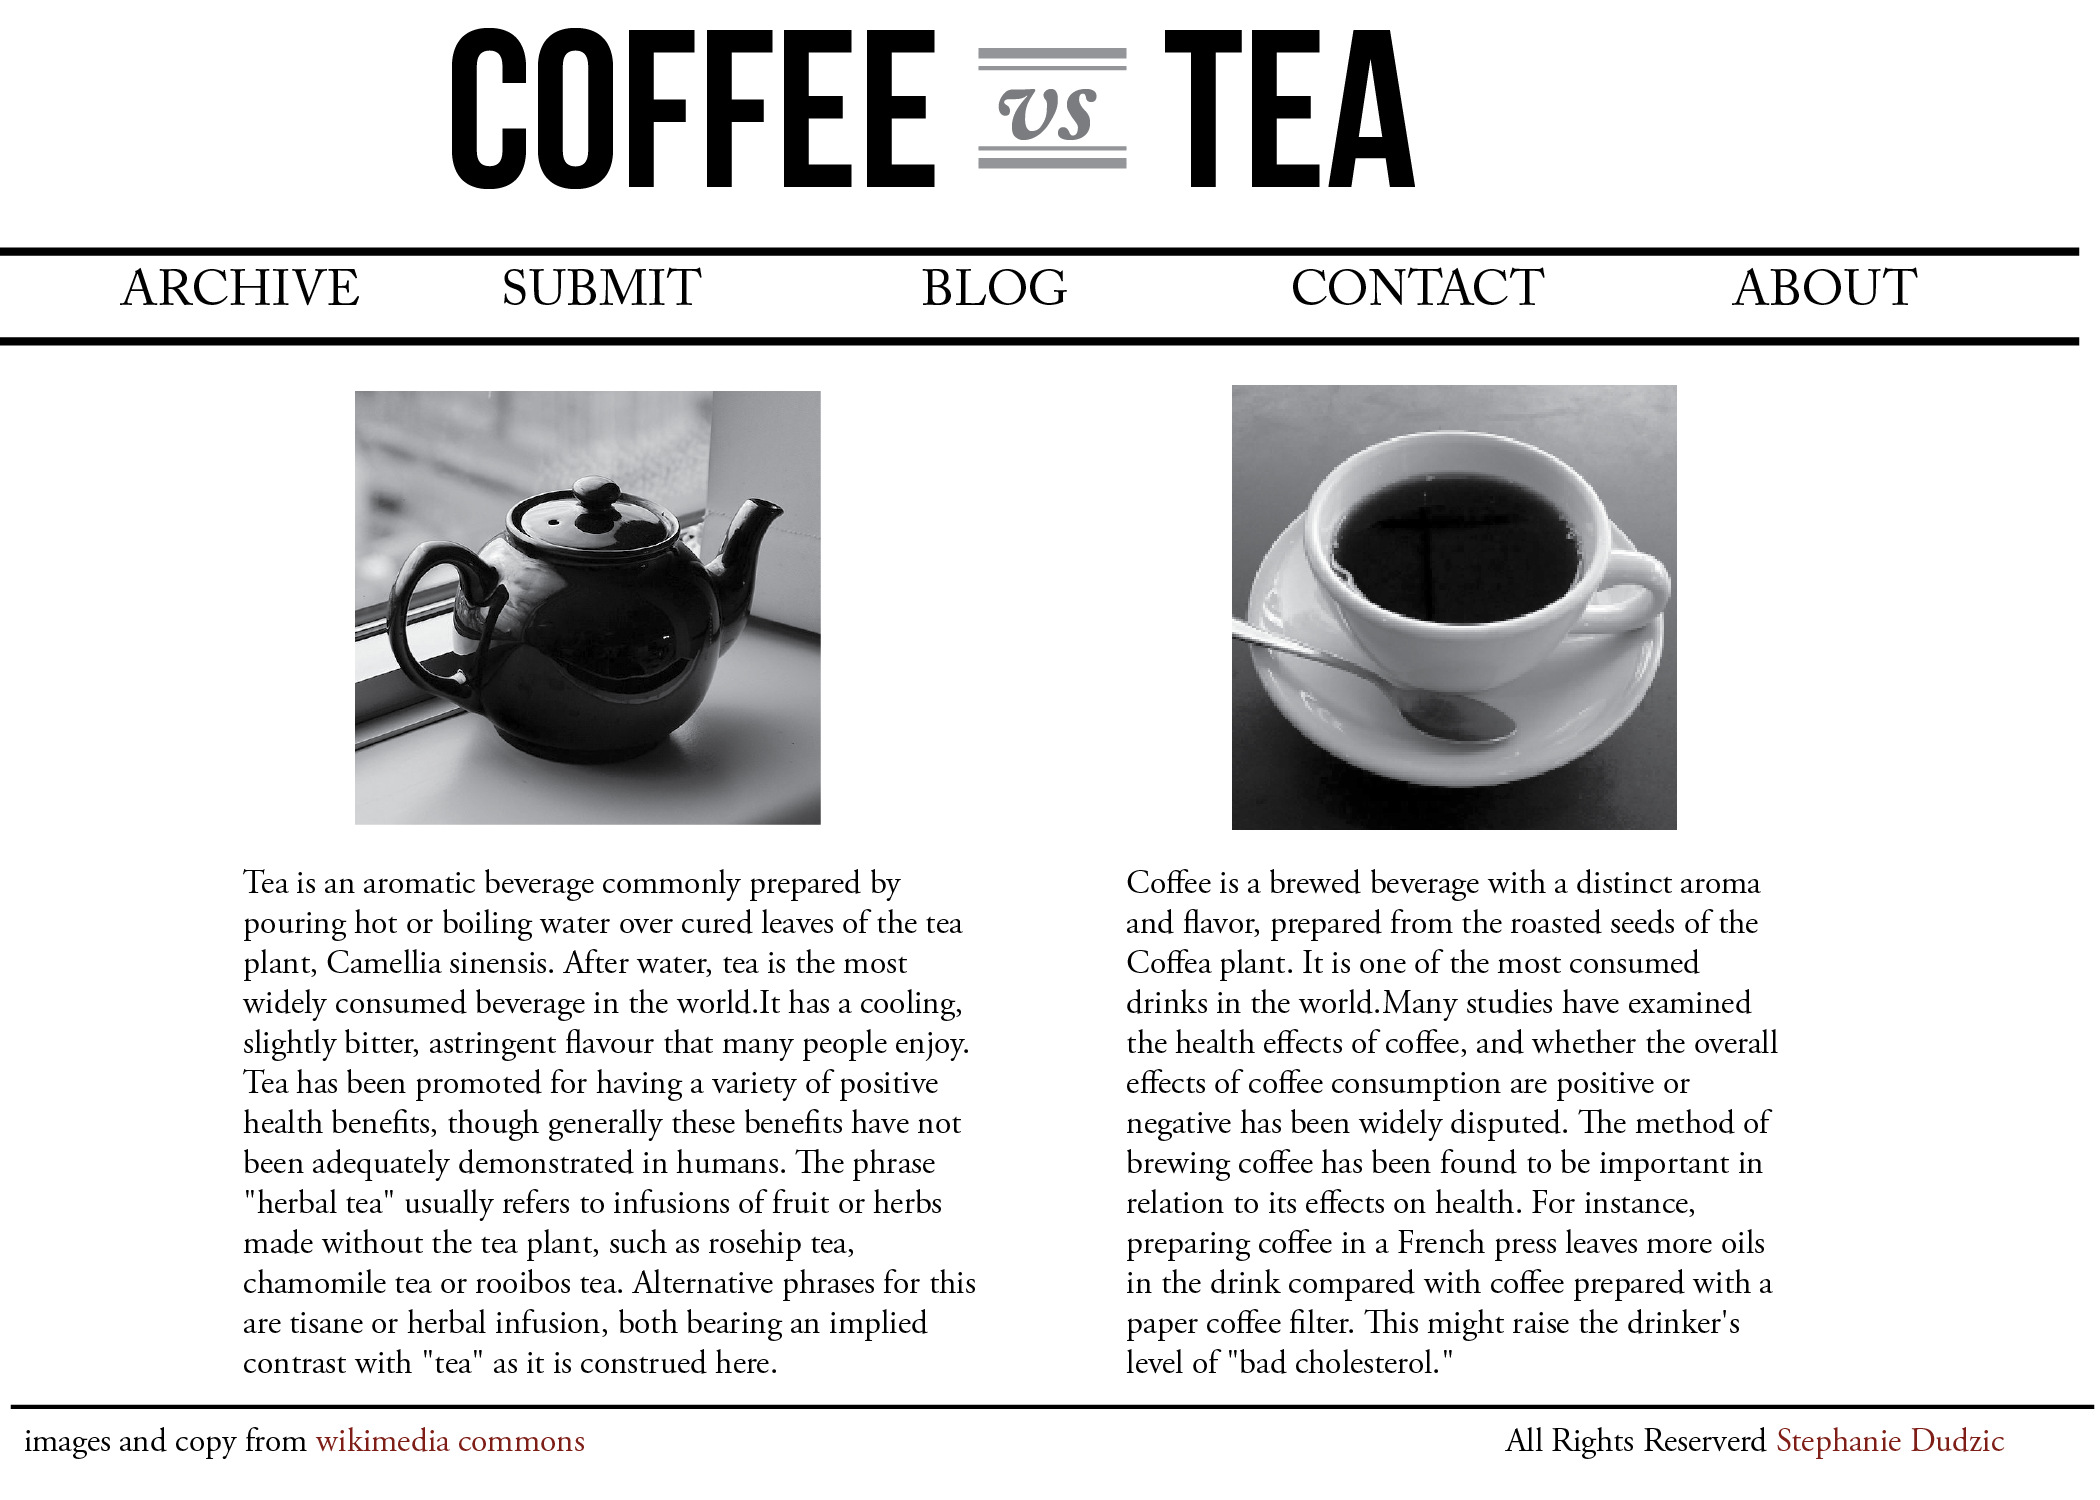 COFFEE vs TEA
ARCHIVE SUBMIT BLOG CONTACT ABOUT
Tea is an aromatic beverage commonly prepared by
pouring hot or boiling water over cured leaves of the tea
plant, Camellia sinensis. After water, tea is the most
widely consumed beverage in the world.It has a cooling,
slightly bitter, astringent flavour that many people enjoy.
Tea has been promoted for having a variety of positive
health benefits, though generally these benefits have not
been adequately demonstrated in humans. The phrase
"herbal tea" usually refers to infusions of fruit or herbs
made without the tea plant, such as rosehip tea,
chamomile tea or rooibos tea. Alternative phrases for this
are tisane or herbal infusion, both bearing an implied
contrast with "tea" as it is construed here.
Coffee is a brewed beverage with a distinct aroma
and flavor, prepared from the roasted seeds of the
Coffea plant. It is one of the most consumed
drinks in the world.Many studies have examined
the health effects of coffee, and whether the overall
effects of coffee consumption are positive or
negative has been widely disputed. The method of
brewing coffee has been found to be important in
relation to its effects on health. For instance,
preparing coffee in a French press leaves more oils
in the drink compared with coffee prepared with a
paper coffee filter. This might raise the drinker's
level of "bad cholesterol."
images and copy from wikimedia commons
All Rights Reserverd Stephanie Dudzic